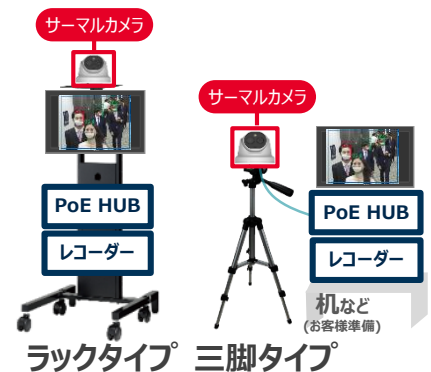 サーマルカメラ
サーマルカメラ
PoE HUB
レコーダー
PoE HUB
レコーダー
机など
(お客様準備)
ラックタイプ 三脚タイプ